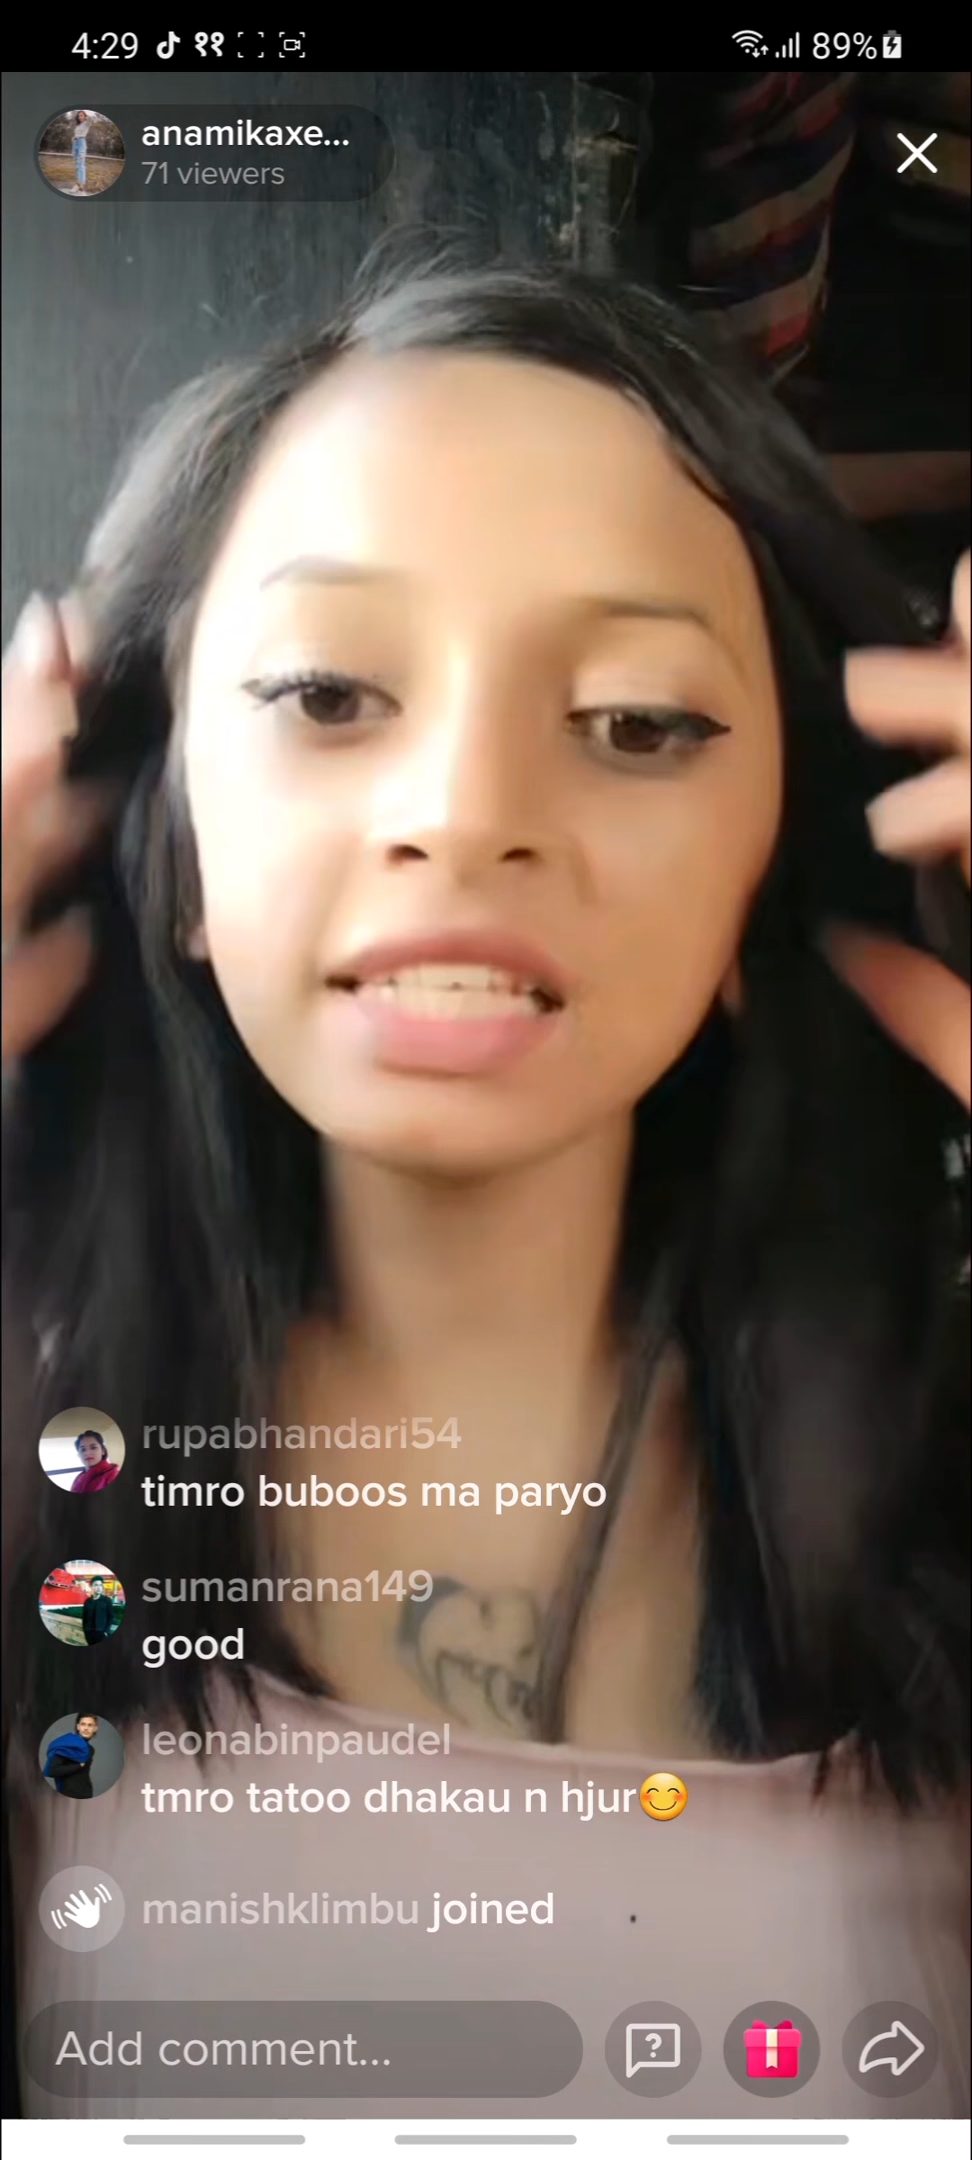 4:29
89%
anamikaxe...
71 viewers
rupabhandari54
timro buboos ma paryo
sumanrana149
good
leonabinpaudel
tmro tatoo dhakau n hjur😊
manishklimbu joined
Add comment...
?